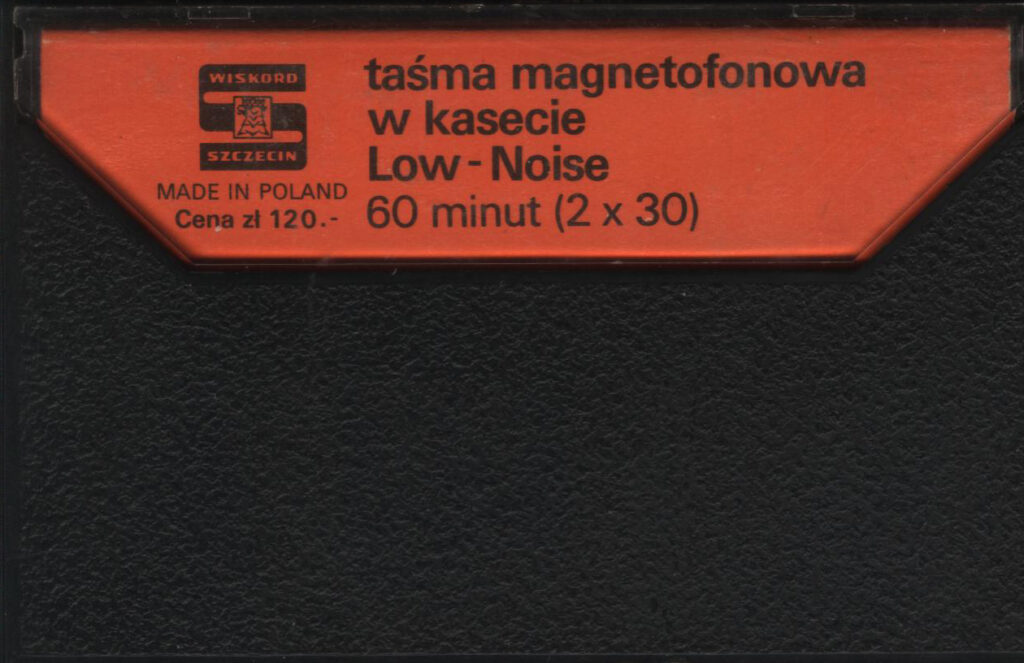 WISKORD
SZCZECIN
MADE IN POLAND
Cena zł 120.-
taśma magnetofonowa
w kasecie
Low-Noise
60 minut (2 x 30)